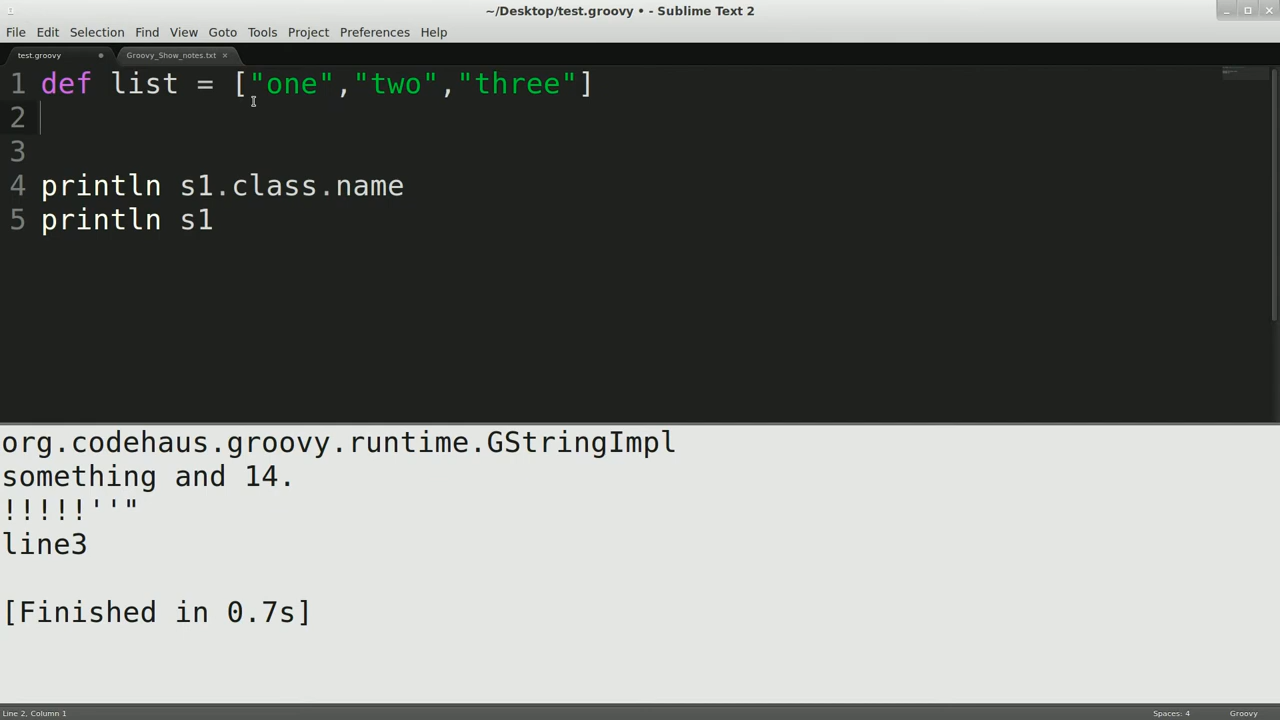 ~/Desktop/test.groovy • - Sublime Text 2
File Edit Selection Find View Goto Tools Project Preferences Help
test.groovy Groovy_Show_notes.txt ×
1 def list = ["one","two","three"]
2
3
4 println s1.class.name
5 println s1
org.codehaus.groovy.runtime.GStringImpl
something and 14.
!!!!!''"
line3
[Finished in 0.7s]
Line 2, Column 1 Spaces: 4 Groovy